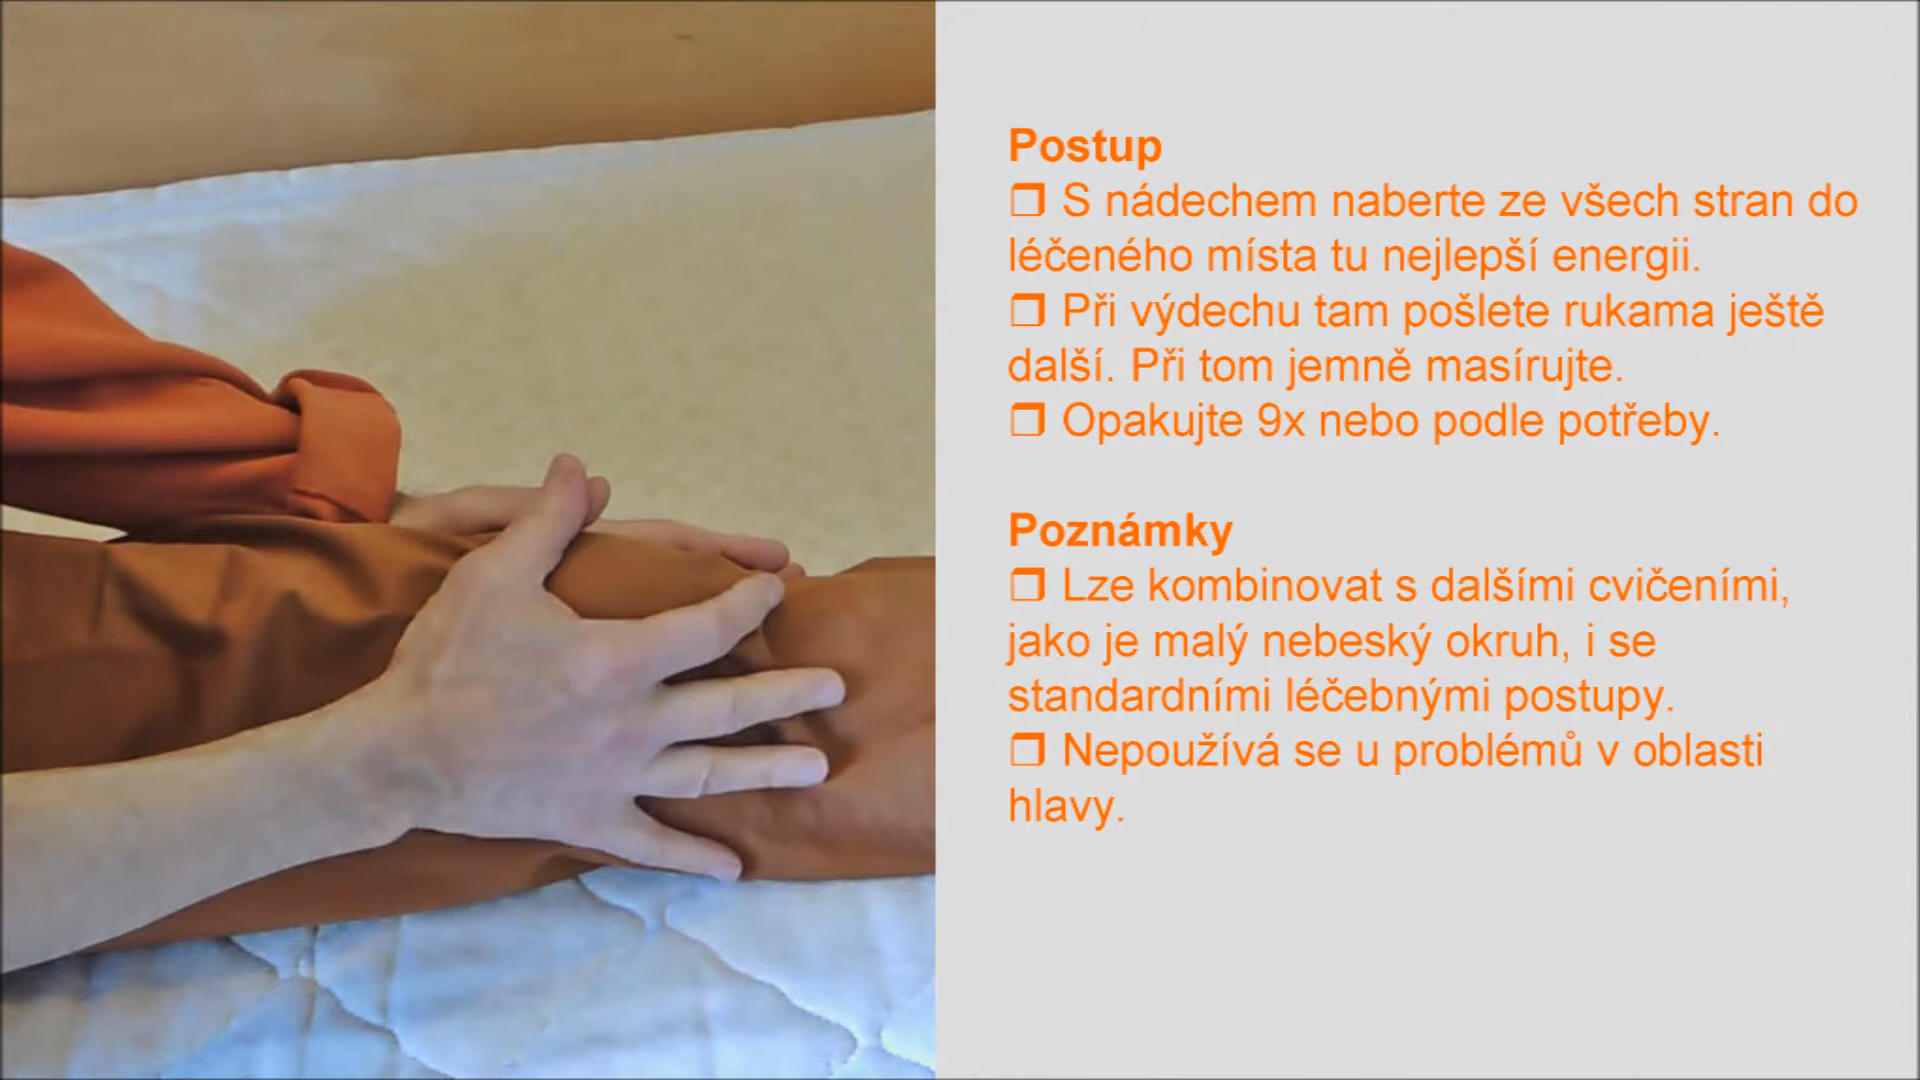 Postup
❒ S nádechem naberte ze všech stran do
léčeného místa tu nejlepší energii.
❒ Při výdechu tam pošlete rukama ještě
další. Při tom jemně masírujte.
❒ Opakujte 9x nebo podle potřeby.
Poznámky
❒ Lze kombinovat s dalšími cvičeními,
jako je malý nebeský okruh, i se
standardními léčebnými postupy.
❒ Nepoužívá se u problémů v oblasti
hlavy.